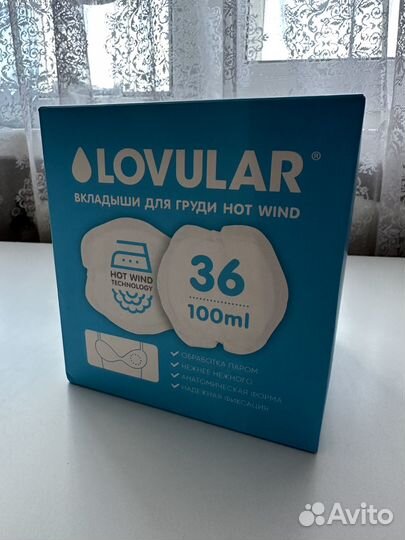 LOVULAR®
ВКЛАДЫШИ ДЛЯ ГРУДИ HOT WIND
HOT WIND
TECHNOLOGY
36
100ml
ОБРАБОТКА ПАРОМ
НЕЖНЕЕ НЕЖНОГО
АНАТОМИЧЕСКАЯ ФОРМА
НАДЕЖНАЯ ФИКСАЦИЯ
Avito